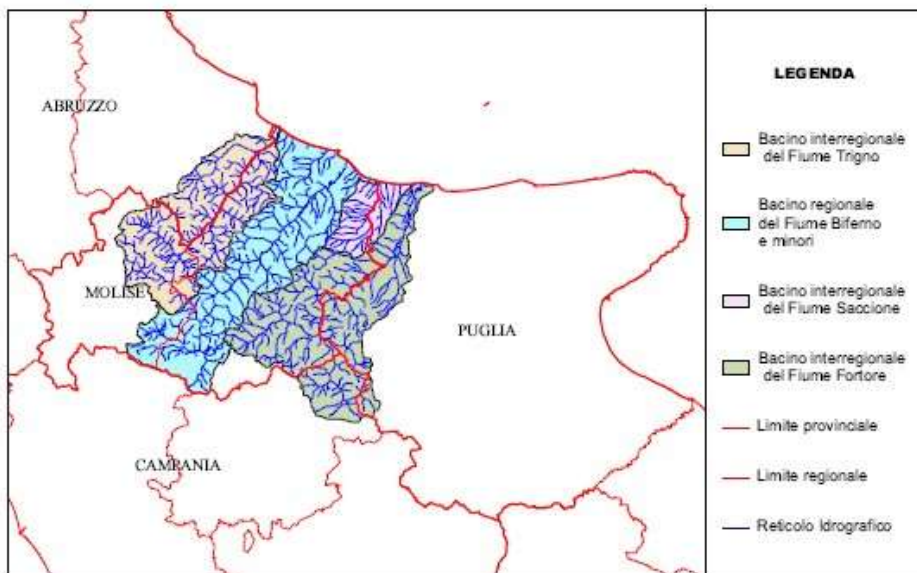 ABRUZZO
MOLISE
PUGLIA
CAMPANIA
LEGENDA
Bacino interregionale
del Fiume Trigno
Bacino regionale
del Fiume Biferno
e minori
Bacino interregionale
del Fiume Saccione
Bacino interregionale
del Fiume Fortore
Limite provinciale
Limite regionale
Reticolo Idrografico